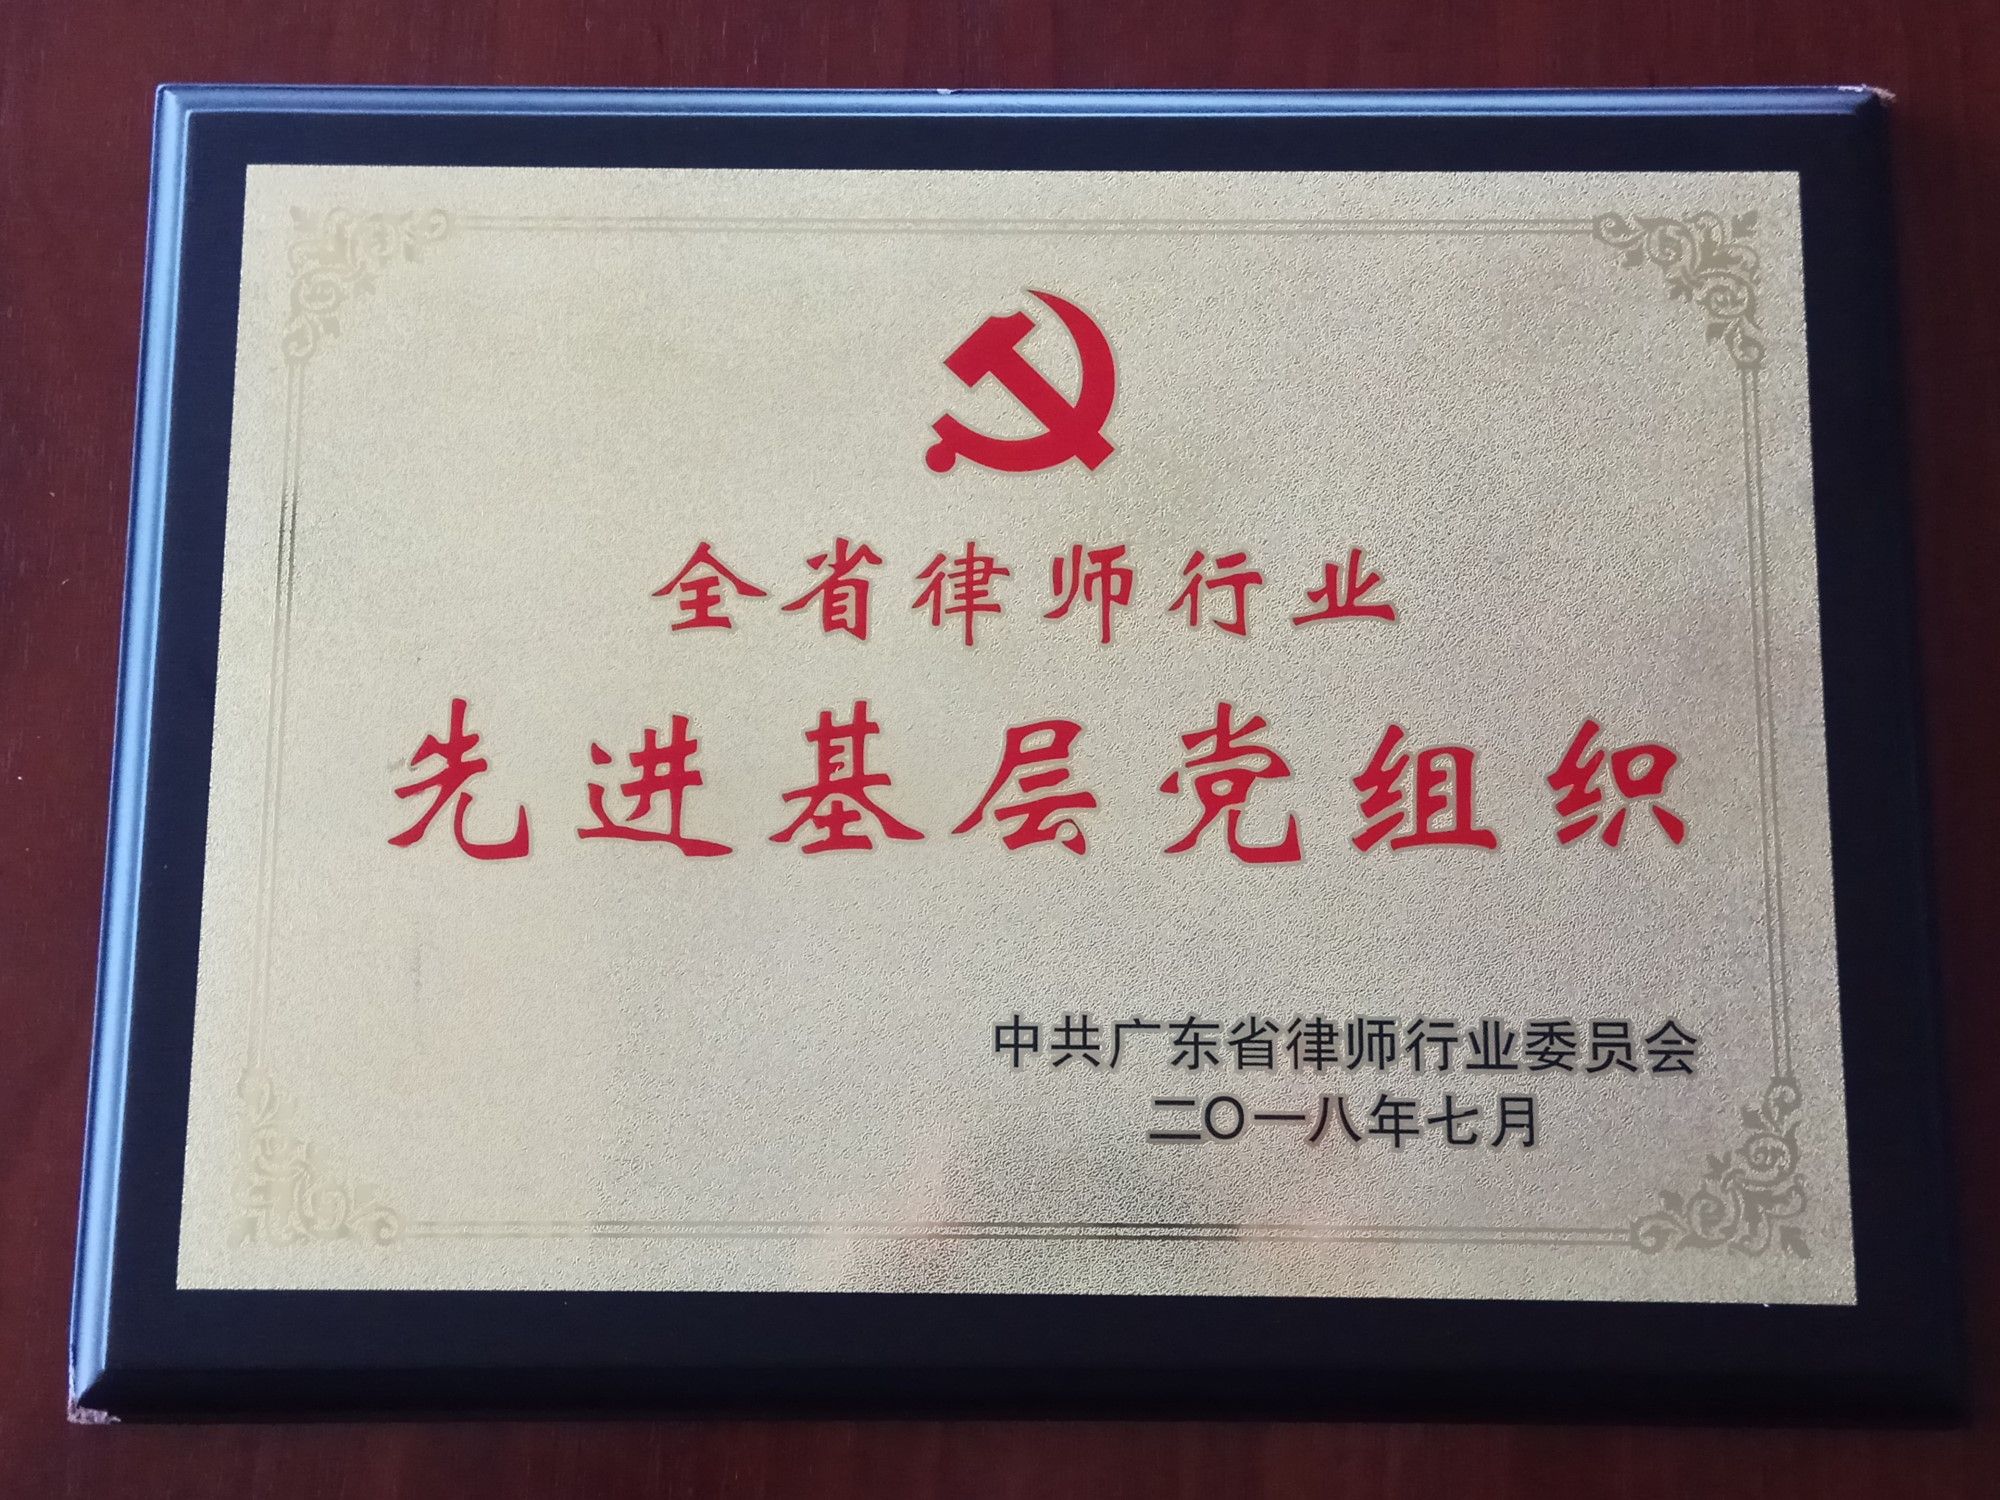 全省律师行业
先进基层党组织
中共广东省律师行业委员会
二〇一八年七月